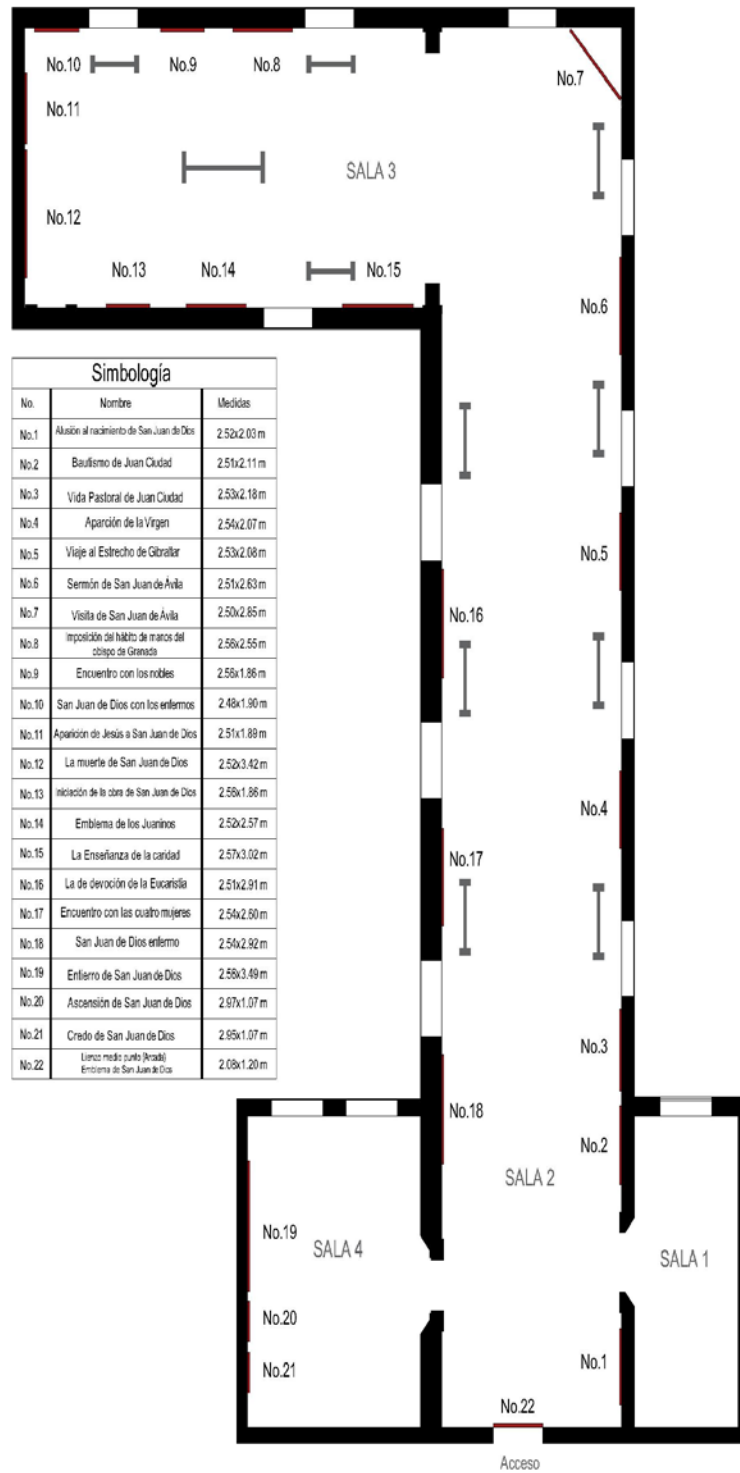 No.10
No.9
No.8
No.7
No.11
SALA 3
No.12
No.13
No.14
No.15
No.6
Simbología
No. Nombre Medidas
No.1 Alusión al nacimiento de San Juan de Dios 2.52x2.03 m
No.2 Bautismo de Juan Ciudad 2.51x2.11 m
No.3 Vida Pastoral de Juan Ciudad 2.53x2.18 m
No.4 Aparción de la Virgen 2.54x2.07 m
No.5 Viaje al Estrecho de Gibraltar 2.53x2.08 m
No.6 Sermón de San Juan de Ávila 2.51x2.63 m
No.7 Visita de San Juan de Ávila 2.50x2.85 m
No.8 Imposición del hábito de manos del
obispo de Granada 2.56x2.55 m
No.9 Encuentro con los nobles 2.56x1.86 m
No.10 San Juan de Dios con los enfermos 2.48x1.90 m
No.11 Aparición de Jesús a San Juan de Dios 2.51x1.89 m
No.12 La muerte de San Juan de Dios 2.52x3.42 m
No.13 Iniciación de la obra de San Juan de Dios 2.56x1.86 m
No.14 Emblema de los Juaninos 2.52x2.57 m
No.15 La Enseñanza de la caridad 2.57x3.02 m
No.16 La de devoción de la Eucaristía 2.51x2.91 m
No.17 Encuentro con las cuatro mujeres 2.54x2.60 m
No.18 San Juan de Dios enfermo 2.54x2.92 m
No.19 Entierro de San Juan de Dios 2.56x3.49 m
No.20 Ascensión de San Juan de Dios 2.97x1.07 m
No.21 Credo de San Juan de Dios 2.95x1.07 m
No.22 Lienzo medio punto (Arcada)
Emblema de San Juan de Dios 2.08x1.20 m
No.5
No.16
No.4
No.17
No.3
No.18
No.2
SALA 2
No.19
SALA 4
SALA 1
No.20
No.21
No.1
No.22
Acceso